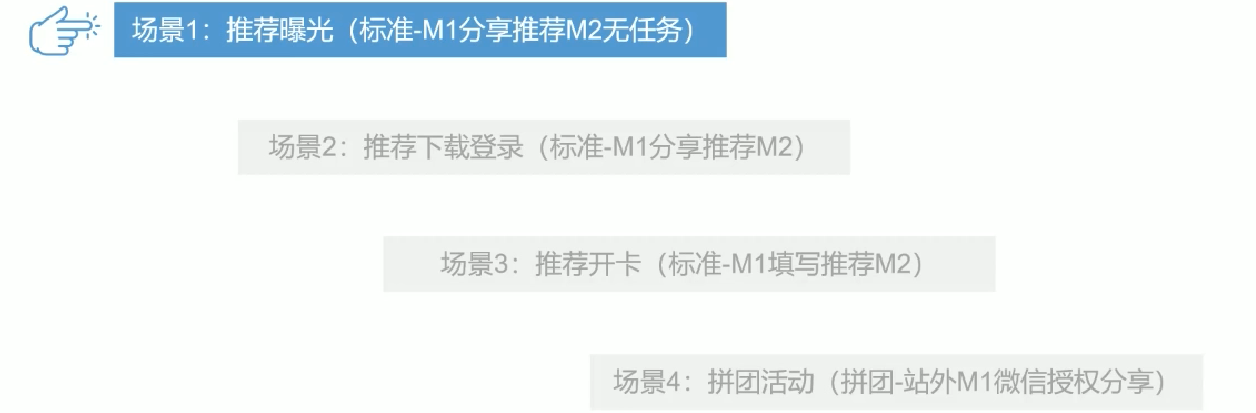 场景1：推荐曝光（标准-M1分享推荐M2无任务）
场景2：推荐下载登录（标准-M1分享推荐M2）
场景3：推荐开卡（标准-M1填写推荐M2）
场景4：拼团活动（拼团-站外M1微信授权分享）